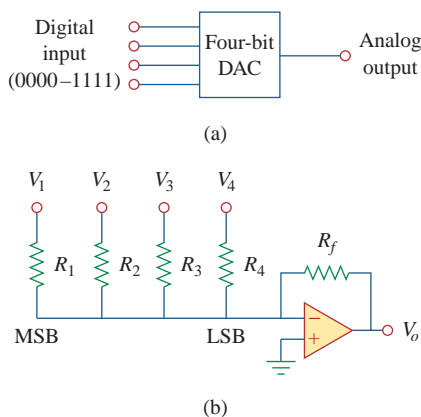 Digital
input
(0000–1111)
Four-bit
DAC
Analog
output
(a)
V1 V2 V3 V4
R1 R2 R3 R4 Rf
MSB LSB − + Vo
(b)